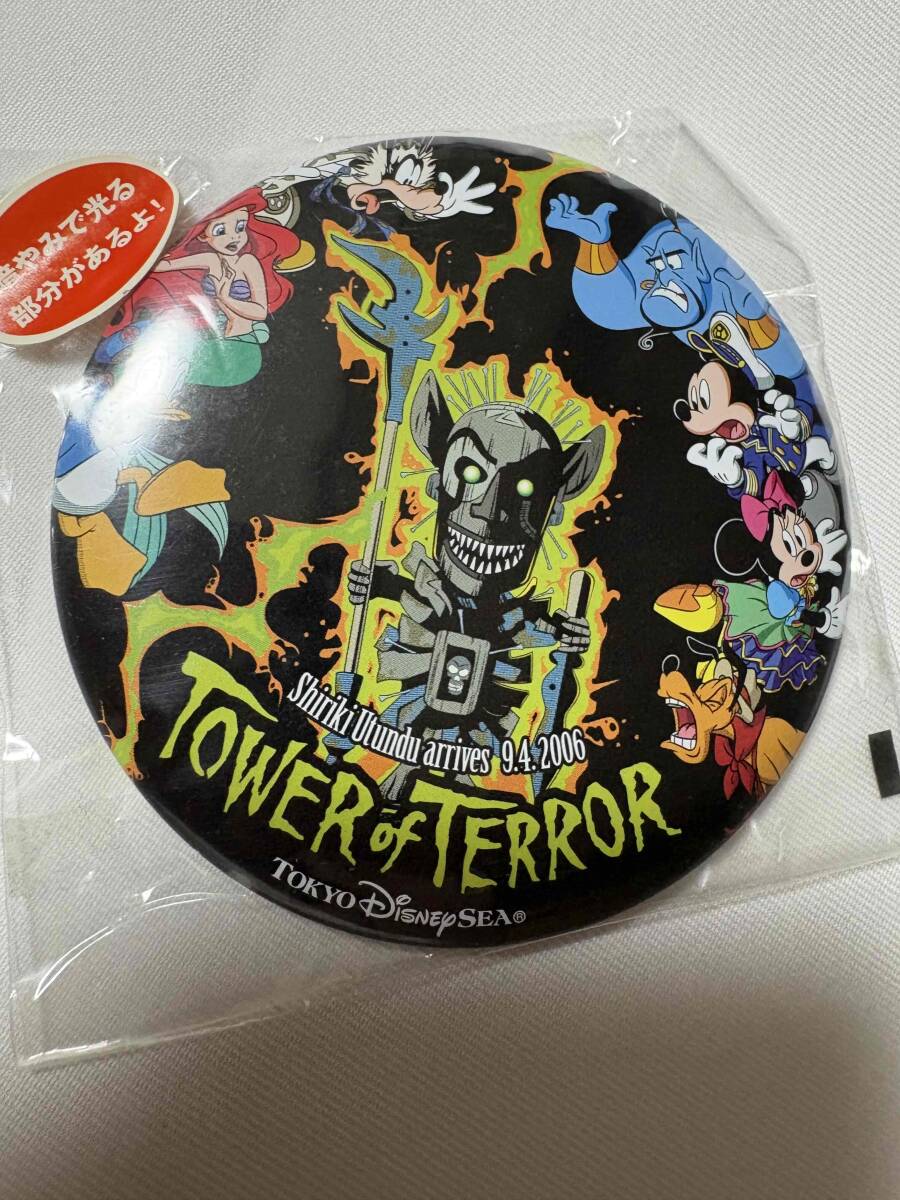 暗やみで光る
部分があるよ!
Shiriki Utundu arrives 9.4.2006
TOWER of TERROR
TOKYO DISNEYSEA®